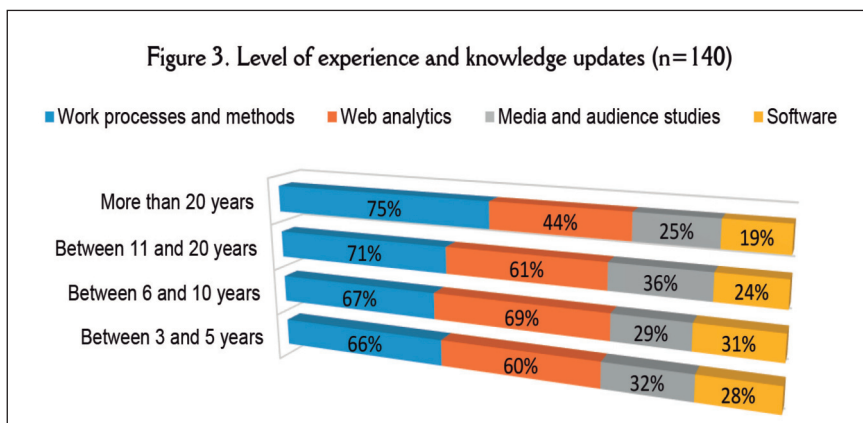 Figure 3. Level of experience and knowledge updates (n=140)
Work processes and methods Web analytics Media and audience studies Software
More than 20 years 75% 44% 25% 19%
Between 11 and 20 years 71% 61% 36% 24%
Between 6 and 10 years 67% 69% 29% 31%
Between 3 and 5 years 66% 60% 32% 28%